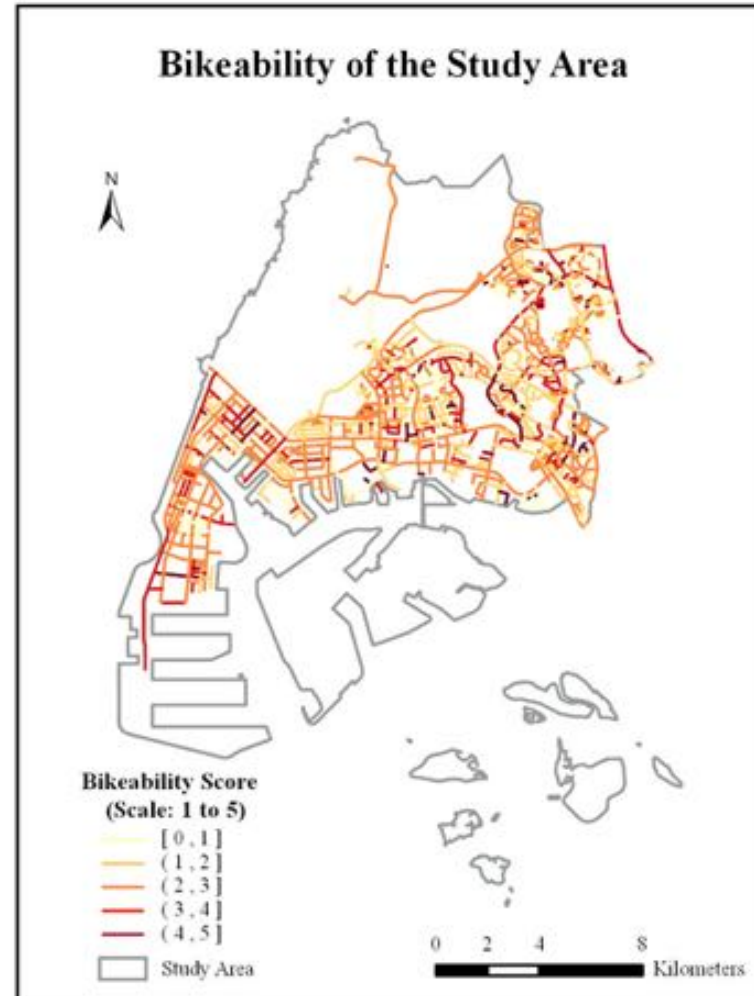 Bikeability of the Study Area
N
Bikeability Score
(Scale: 1 to 5)
[ 0 , 1 ]
( 1 , 2 ]
( 2 , 3 ]
( 3 , 4 ]
( 4 , 5 ]
Study Area
0 2 4 8
Kilometers